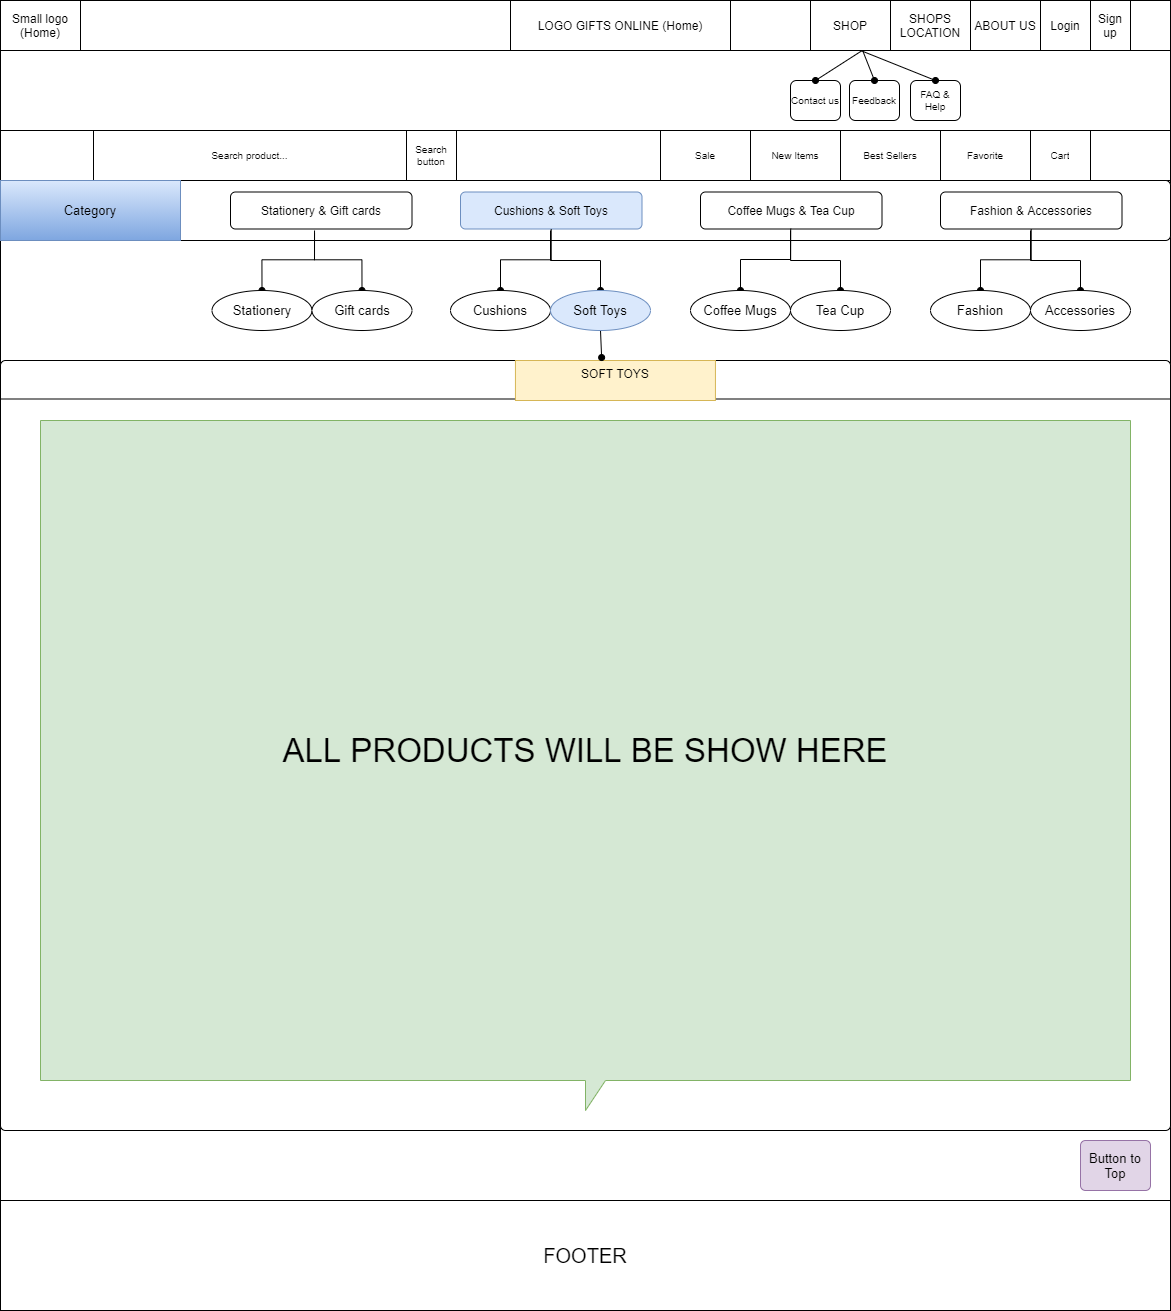 Small logo
(Home)
LOGO GIFTS ONLINE (Home)
SHOP
SHOPS
LOCATION
ABOUT US
Login
Sign
up
Contact us
Feedback
FAQ &
Help
Search product...
Search
button
Sale
New Items
Best Sellers
Favorite
Cart
Category
Stationery & Gift cards
Cushions & Soft Toys
Coffee Mugs & Tea Cup
Fashion & Accessories
Stationery
Gift cards
Cushions
Soft Toys
Coffee Mugs
Tea Cup
Fashion
Accessories
SOFT TOYS
ALL PRODUCTS WILL BE SHOW HERE
Button to
Top
FOOTER